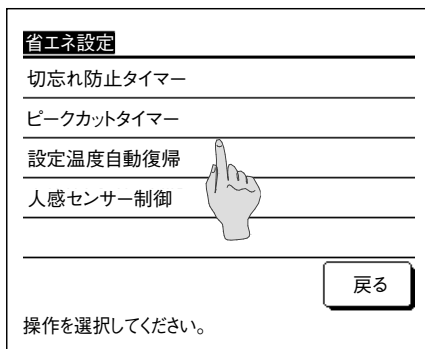 省エネ設定
切忘れ防止タイマー
ピークカットタイマー
設定温度自動復帰
人感センサー制御
戻る
操作を選択してください。